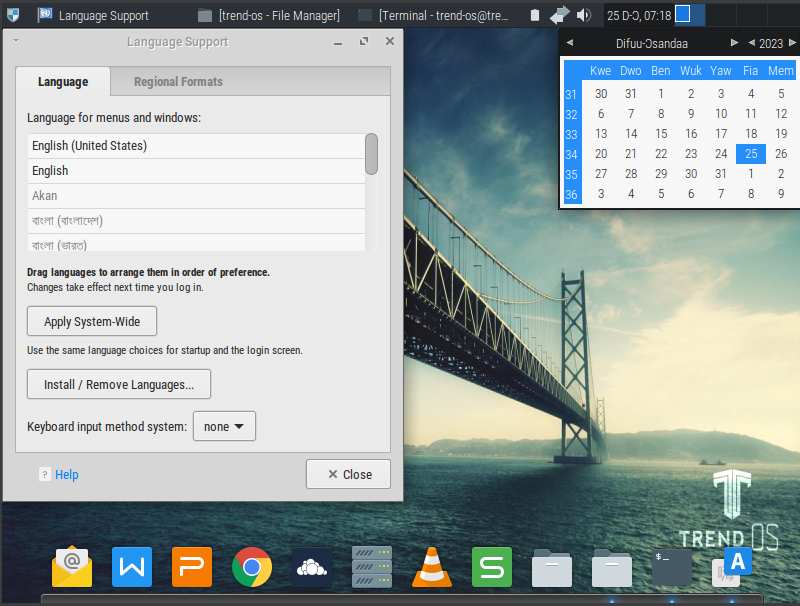 Language Support
[trend-os - File Manager]
[Terminal - trend-os@tre...
25 D-Ɔ, 07:18
Language Support
Language
Regional Formats
Language for menus and windows:
English (United States)
English
Akan
বাংলা (বাংলাদেশ)
বাংলা (ভারত)
Drag languages to arrange them in order of preference.
Changes take effect next time you log in.
Apply System-Wide
Use the same language choices for startup and the login screen.
Install / Remove Languages...
Keyboard input method system: none
? Help
Close
Difuu-Ɔsandaa
2023
Kwe Dwo Ben Wuk Yaw Fia Mem
31 30 31 1 2 3 4 5
32 6 7 8 9 10 11 12
33 13 14 15 16 17 18 19
34 20 21 22 23 24 25 26
35 27 28 29 30 31 1 2
36 3 4 5 6 7 8 9
TREND OS
@
W
P
S
$_
A